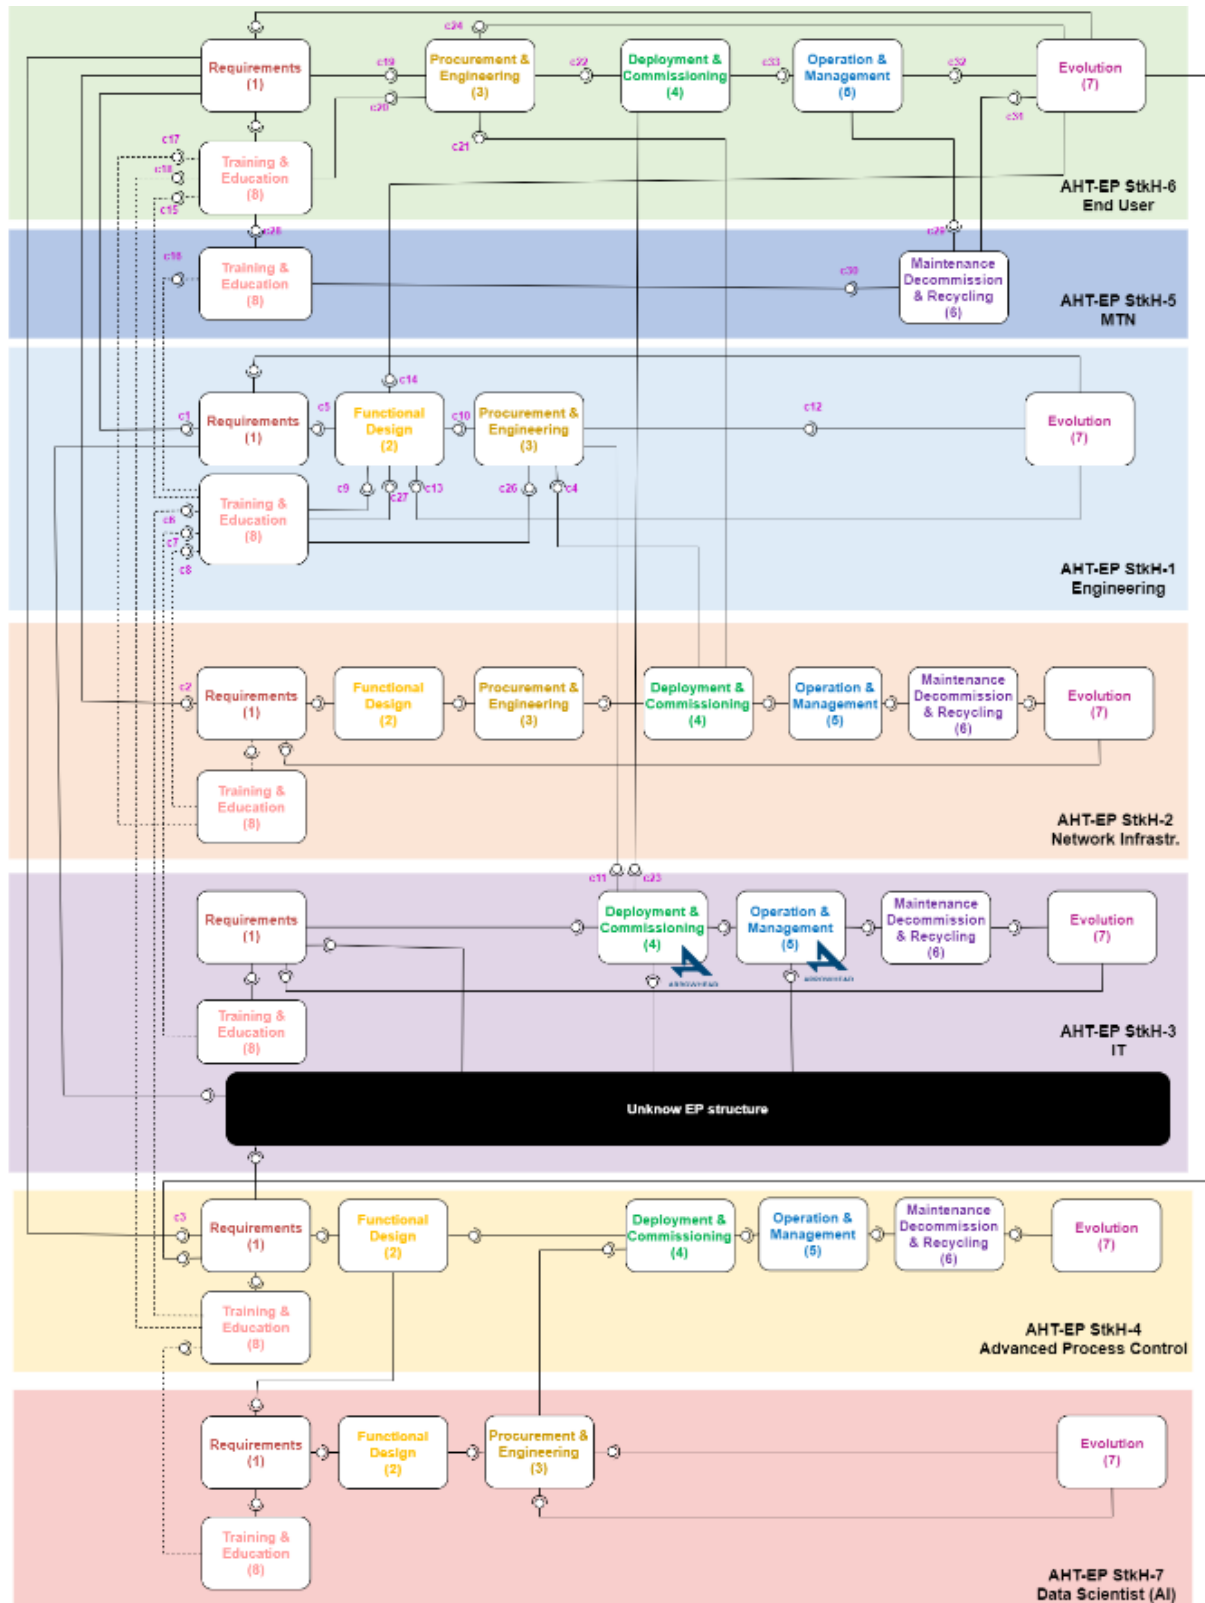 c24
Requirements
(1)
c19
Procurement &
Engineering
(3)
c22
Deployment &
Commissioning
(4)
c33
Operation &
Management
(5)
c32
Evolution
(7)
c20
c31
c21
c17
c18
c15
Training &
Education
(8)
AHT-EP StkH-6
End User
c28
c29
c16
Training &
Education
(8)
c30
Maintenance
Decommission
& Recycling
(6)
AHT-EP StkH-5
MTN
c14
c1
Requirements
(1)
c5
Functional
Design
(2)
c10
Procurement &
Engineering
(3)
c12
Evolution
(7)
c9
c27
c13
c26
c4
c6
c7
c8
Training &
Education
(8)
AHT-EP StkH-1
Engineering
c2
Requirements
(1)
Functional
Design
(2)
Procurement &
Engineering
(3)
Deployment &
Commissioning
(4)
Operation &
Management
(5)
Maintenance
Decommission
& Recycling
(6)
Evolution
(7)
Training &
Education
(8)
AHT-EP StkH-2
Network Infrastr.
c11
c23
Requirements
(1)
Deployment &
Commissioning
(4)
ARROWHEAD
Operation &
Management
(5)
ARROWHEAD
Maintenance
Decommission
& Recycling
(6)
Evolution
(7)
Training &
Education
(8)
AHT-EP StkH-3
IT
Unknow EP structure
c3
Requirements
(1)
Functional
Design
(2)
Deployment &
Commissioning
(4)
Operation &
Management
(5)
Maintenance
Decommission
& Recycling
(6)
Evolution
(7)
Training &
Education
(8)
AHT-EP StkH-4
Advanced Process Control
Requirements
(1)
Functional
Design
(2)
Procurement &
Engineering
(3)
Evolution
(7)
Training &
Education
(8)
AHT-EP StkH-7
Data Scientist (AI)